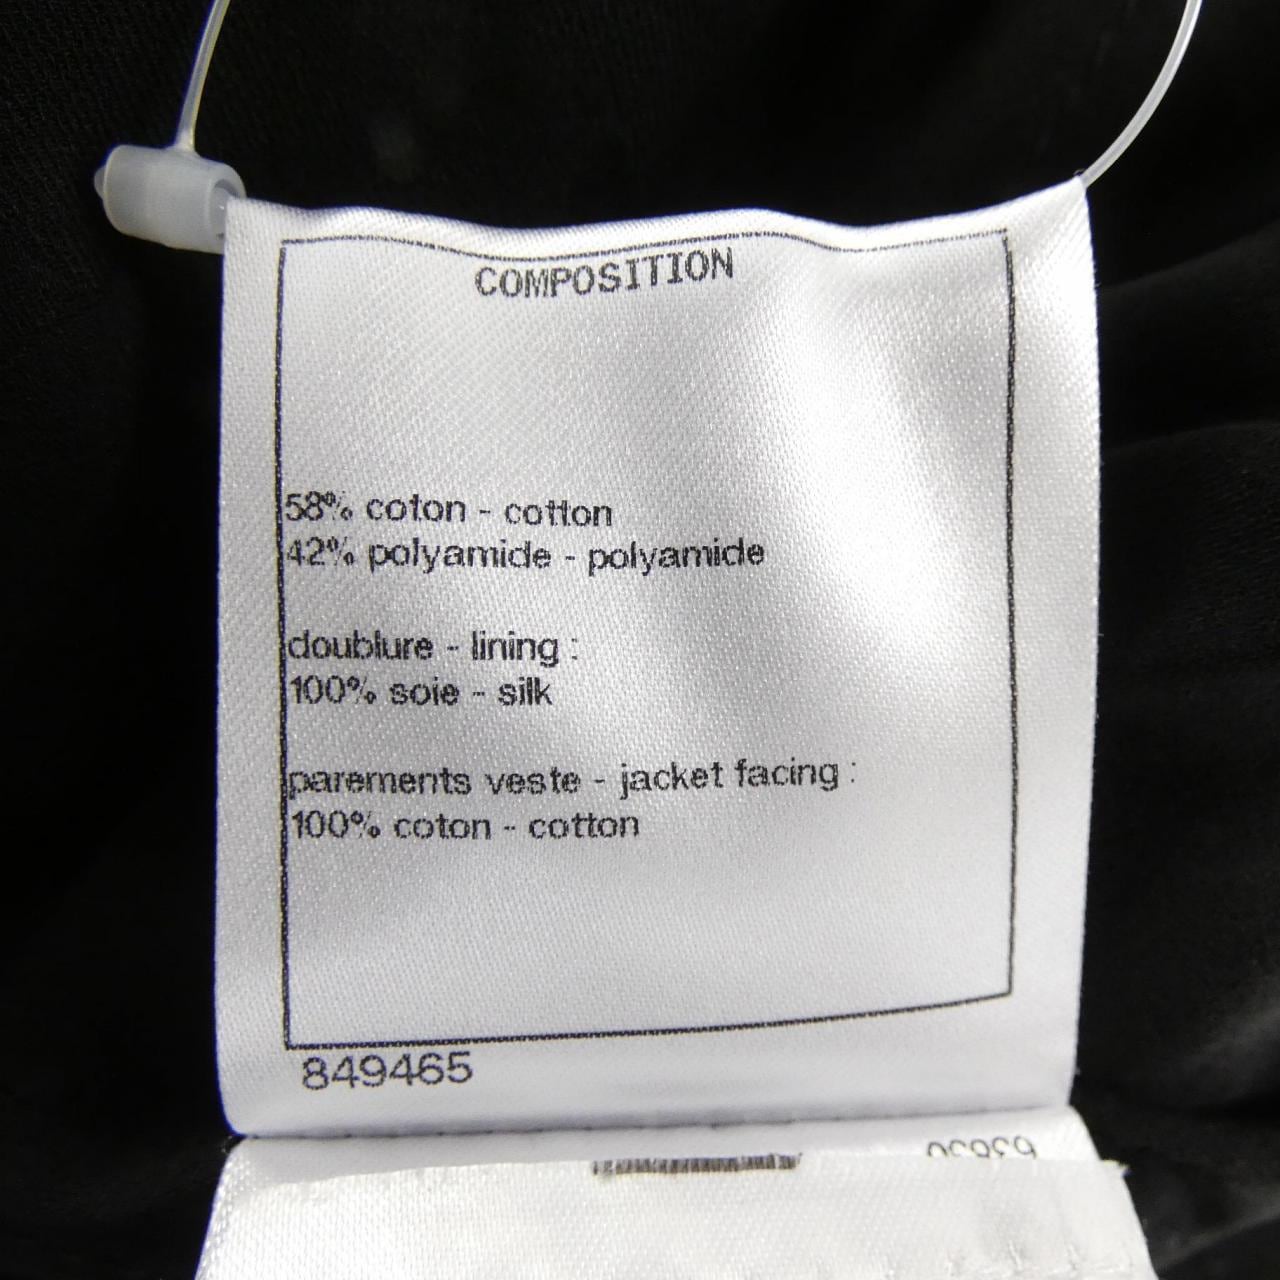 COMPOSITION
58% coton - cotton
42% polyamide - polyamide
doublure - lining :
100% soie - silk
parements veste - jacket facing :
100% coton - cotton
849465